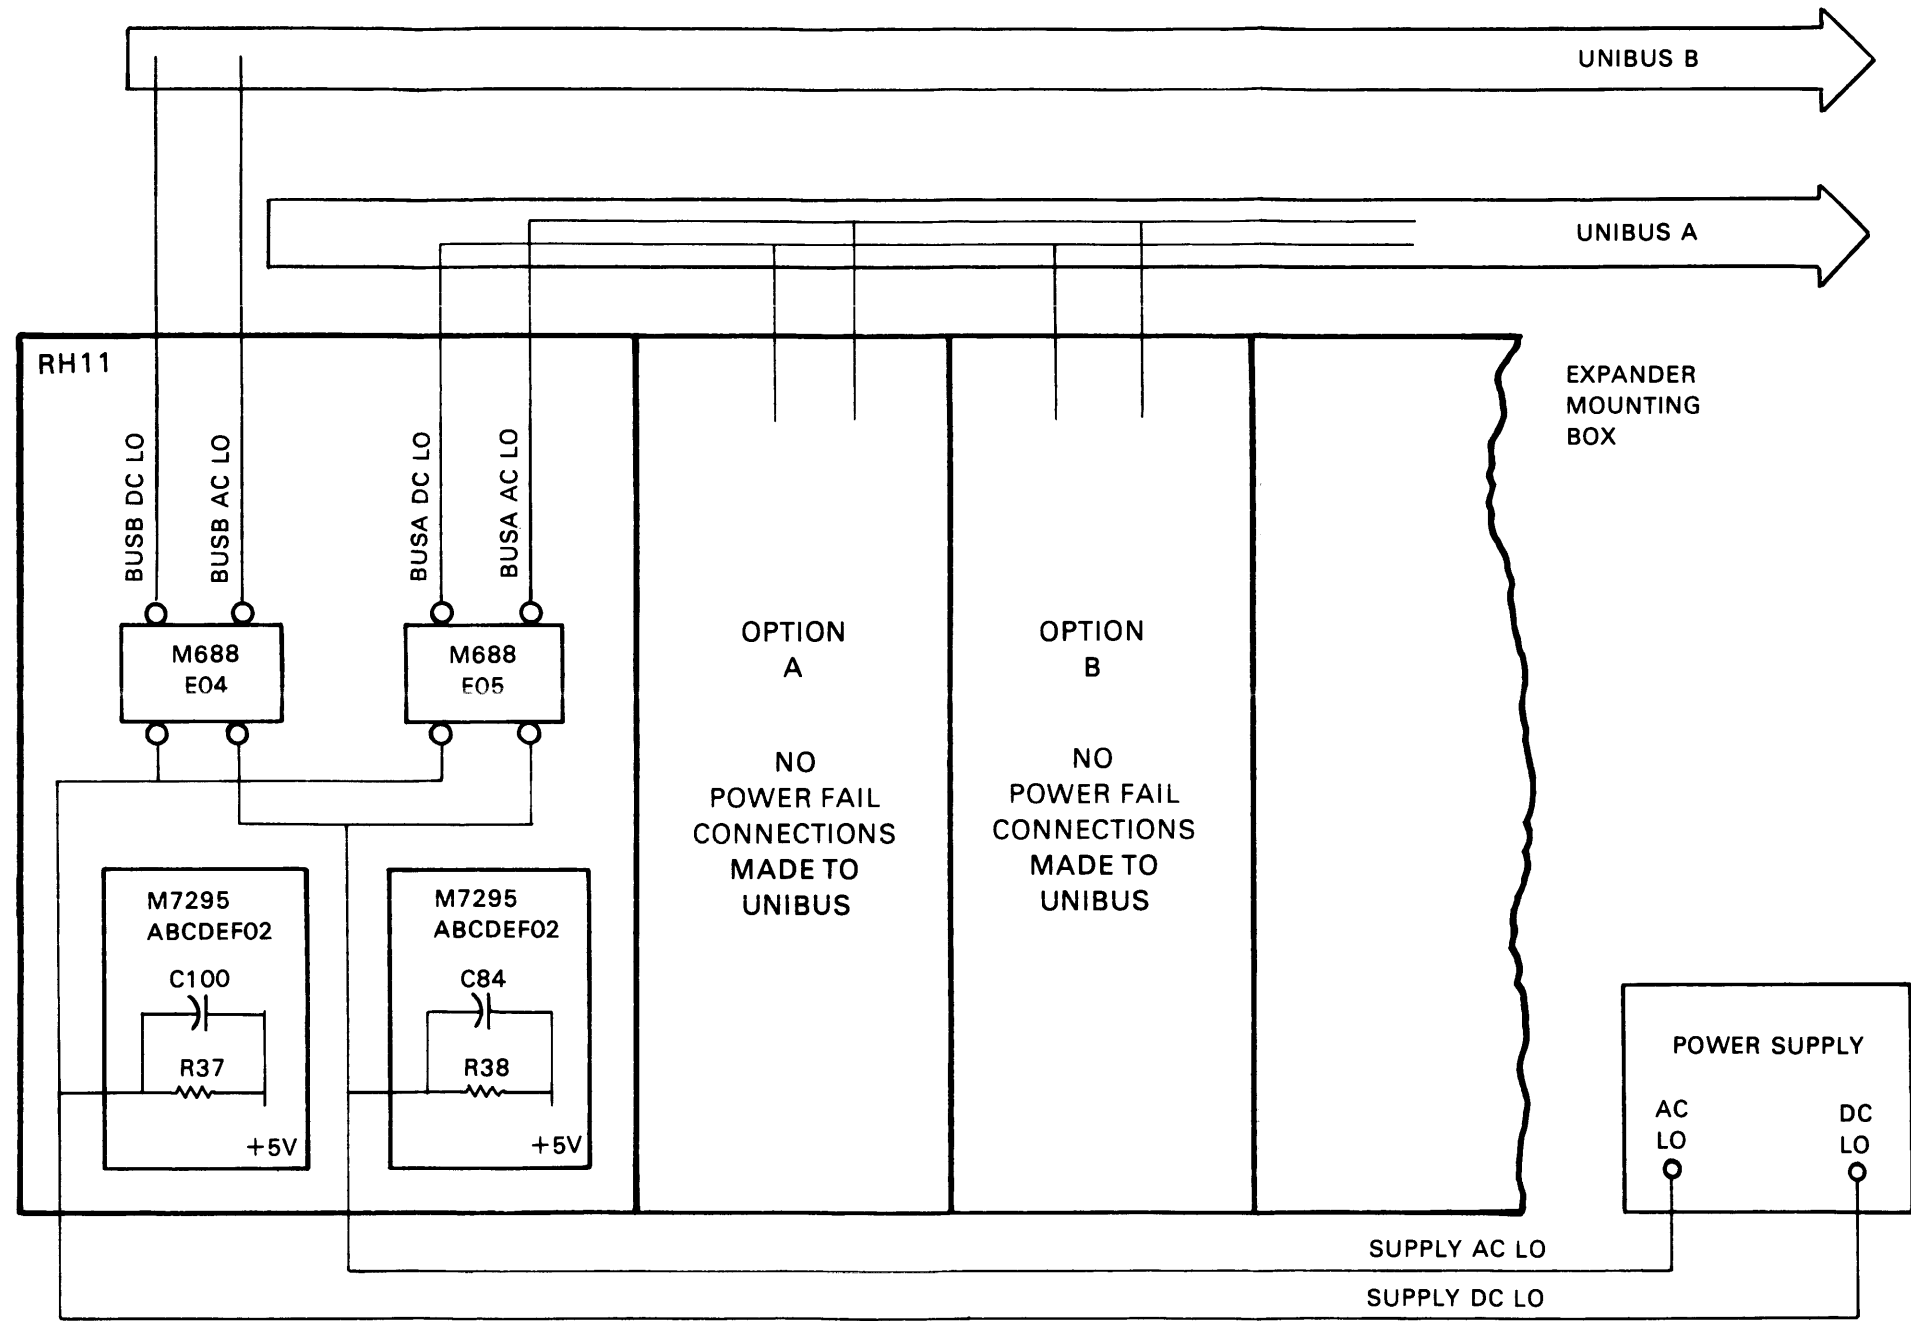 UNIBUS B
UNIBUS A
RH11
EXPANDER
MOUNTING
BOX
BUSB DC LO
BUSB AC LO
BUSA DC LO
BUSA AC LO
M688
E04
M688
E05
OPTION
A
NO
POWER FAIL
CONNECTIONS
MADE TO
UNIBUS
OPTION
B
NO
POWER FAIL
CONNECTIONS
MADE TO
UNIBUS
M7295
ABCDEF02
C100
R37
+5V
M7295
ABCDEF02
C84
R38
+5V
POWER SUPPLY
AC
LO
DC
LO
SUPPLY AC LO
SUPPLY DC LO